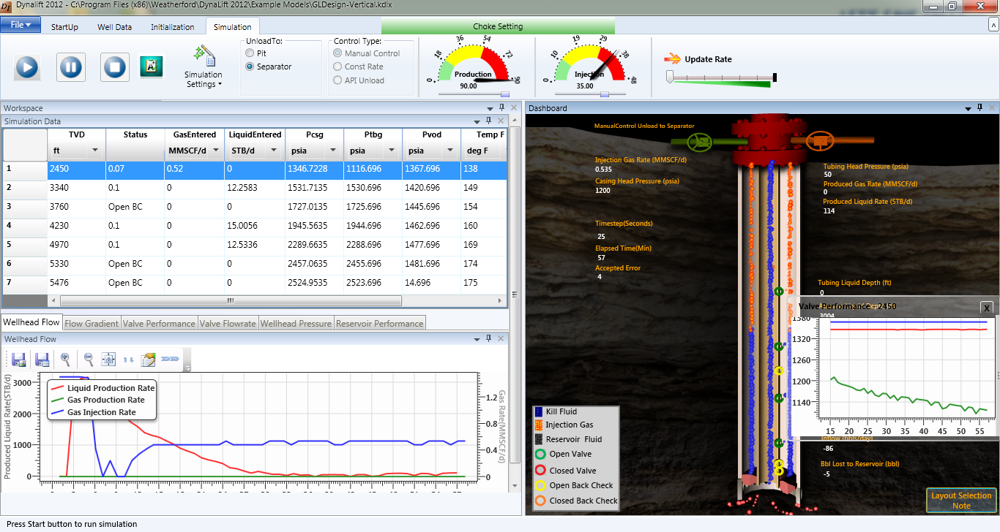 Dynalift 2012 - C:\Program Files (x86)\Weatherford\DynaLift 2012\Example Models\GLDesign-Vertical.kdlx
File StartUp Well Data Initialization Simulation Choke Setting
UnloadTo: Control Type:
Pit Manual Control
Separator Const Rate
API Unload
Simulation Settings
0 18 36 54 72 90
Production
90.00
0 10 19 29 38 48
Injection
35.00
Update Rate
Workspace
Simulation Data
TVD Status GasEntered LiquidEntered Pcsg Ptbg Pvod Temp F
ft MMSCF/d STB/d psia psia psia deg F
1 2450 0.07 0.52 0 1346.7228 1116.696 1367.696 138
2 3340 0.1 0 12.2583 1531.7135 1530.696 1420.696 149
3 3760 Open BC 0 0 1727.0135 1725.696 1445.696 154
4 4230 0.1 0 15.0056 1945.5635 1944.696 1462.696 160
5 4970 0.1 0 12.5336 2289.6635 2288.696 1477.696 169
6 5330 Open BC 0 0 2457.0635 2455.696 1481.696 174
7 5476 Open BC 0 0 2524.9535 2523.696 14.696 175
Wellhead Flow Flow Gradient Valve Performance Valve Flowrate Wellhead Pressure Reservoir Performance
Wellhead Flow
Produced Liquid Rate(STB/d)
3000
2000
1000
0
Liquid Production Rate
Gas Production Rate
Gas Injection Rate
1.2
0.8
0.4
0
Gas Rate(MMSCF/d)
Dashboard
ManualControl Unload to Separator
Injection Gas Rate (MMSCF/d)
0.535
Casing Head Pressure (psia)
1200
Timestep(Seconds)
25
Elapsed Time(Min)
57
Accepted Error
4
Tubing Head Pressure (psia)
50
Produced Gas Rate (MMSCF/d)
0
Produced Liquid Rate (STB/d)
114
Tubing Liquid Depth (ft)
0
3004
Valve Performance - 2450
X
1380
1320
1260
1200
1140
15 20 25 30 35 40 45 50 55
Inflow (bbls/day)
-86
Bbl Lost to Reservoir (bbl)
-5
Kill Fluid
Injection Gas
Reservoir Fluid
Open Valve
Closed Valve
Open Back Check
Closed Back Check
Layout Selection
Note
Press Start button to run simulation